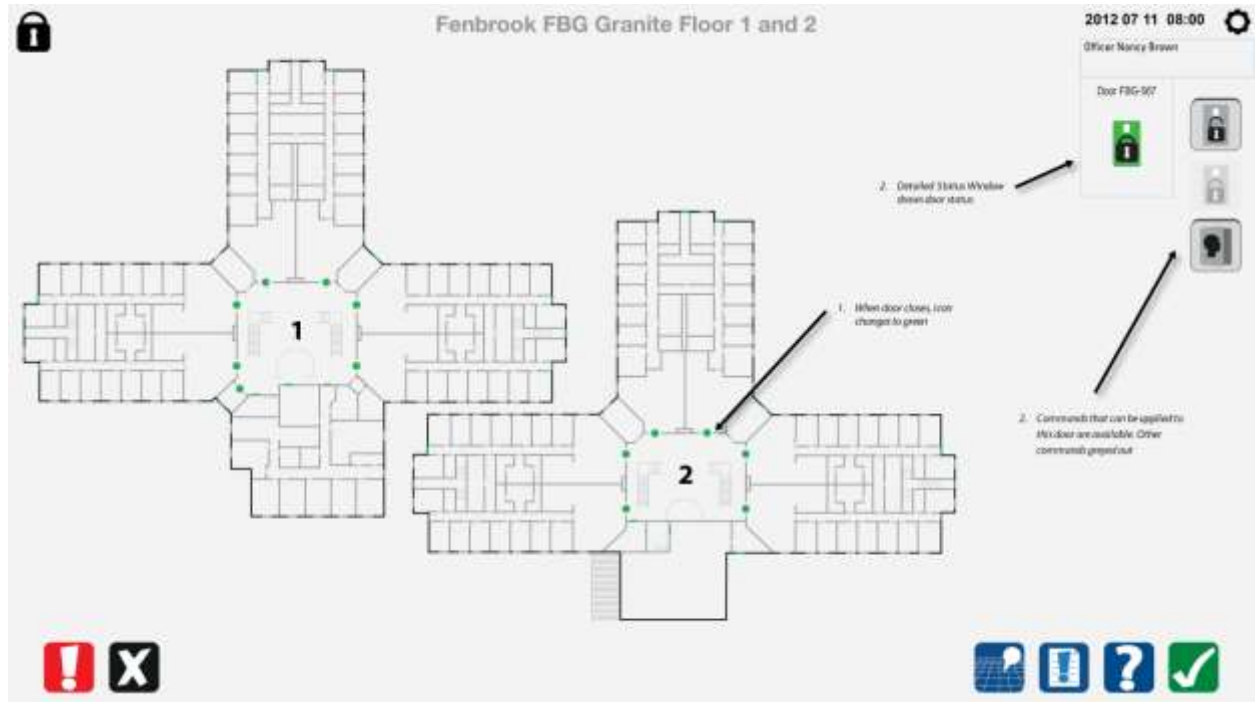 Fenbrook FBG Granite Floor 1 and 2
2012 07 11 08:00
Officer Nancy Brown
Door FBG-967
2. Detailed Status Window
shows door status
1. When door closes, icon
changes to green
1
2
3. Commands that can be applied to
this door are available. Other
commands greyed out